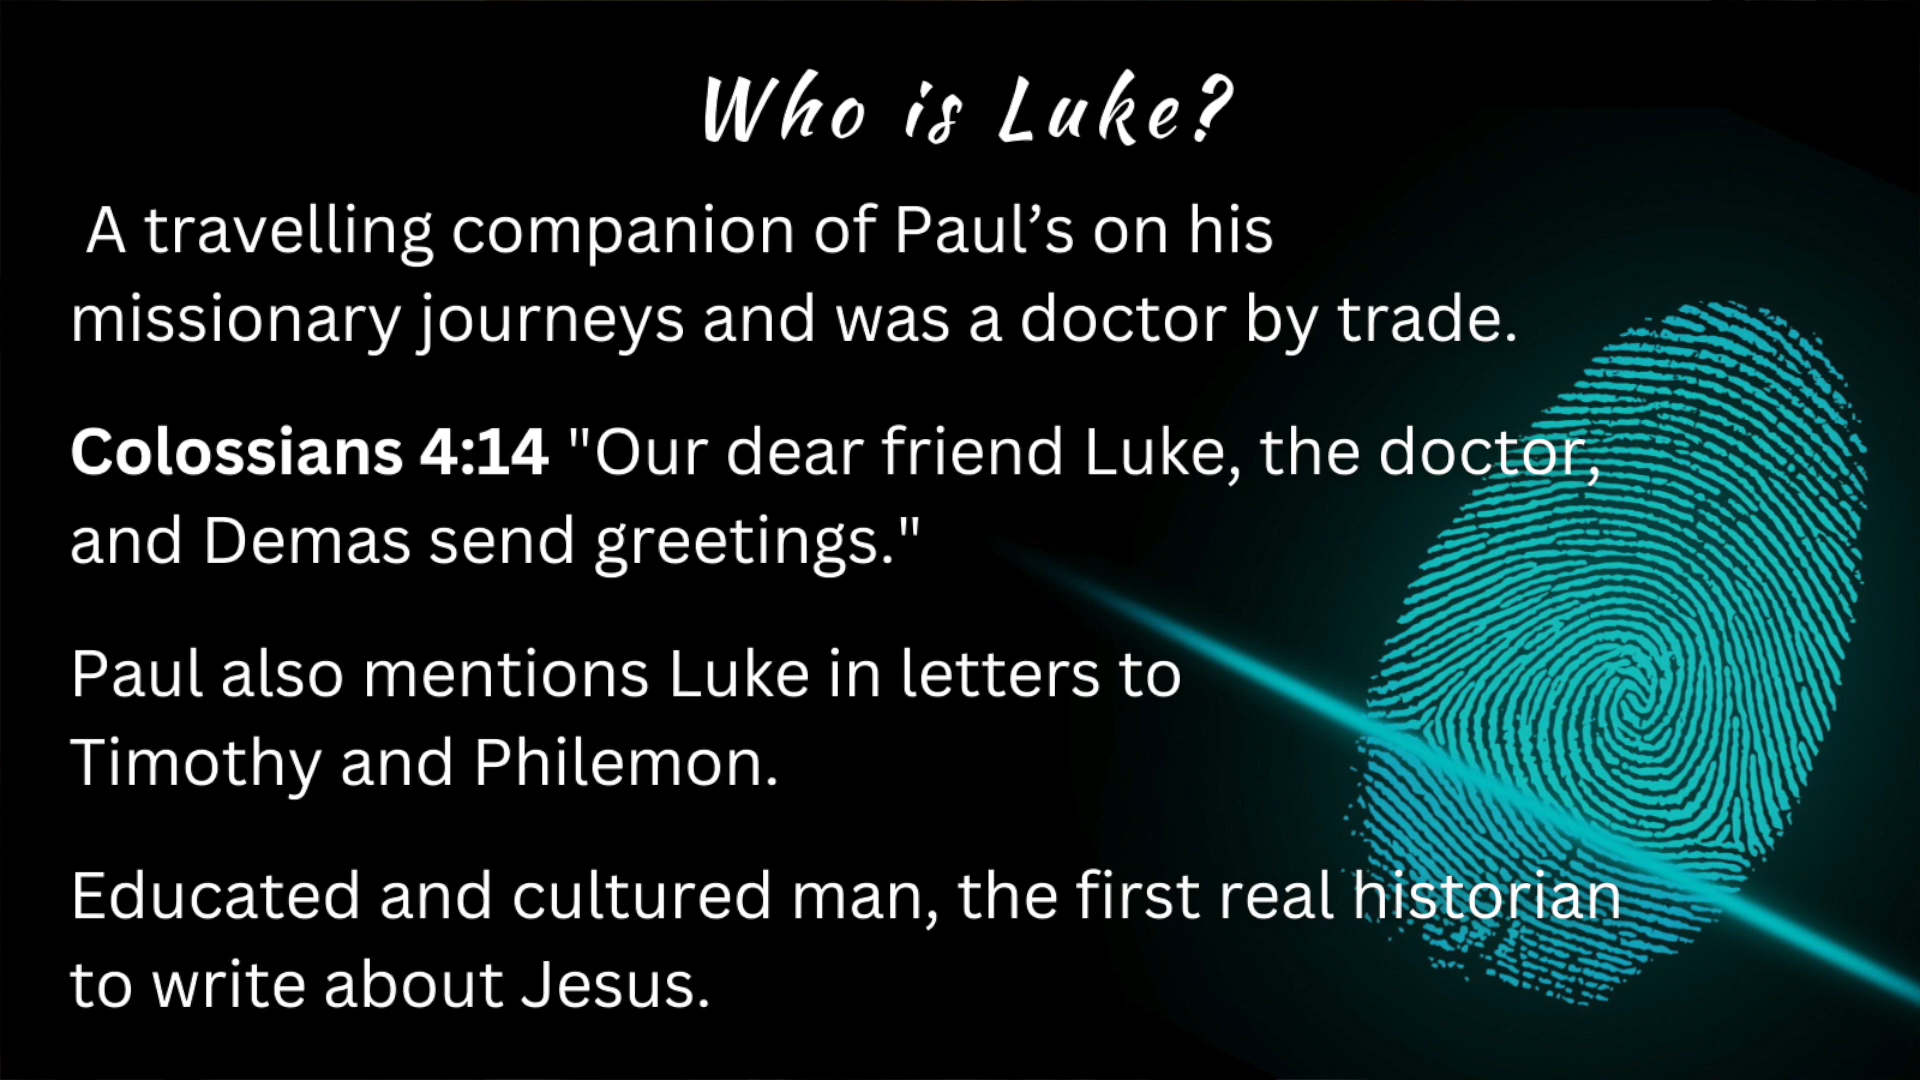 Who is Luke?
A travelling companion of Paul’s on his
missionary journeys and was a doctor by trade.
Colossians 4:14 "Our dear friend Luke, the doctor,
and Demas send greetings."
Paul also mentions Luke in letters to
Timothy and Philemon.
Educated and cultured man, the first real historian
to write about Jesus.